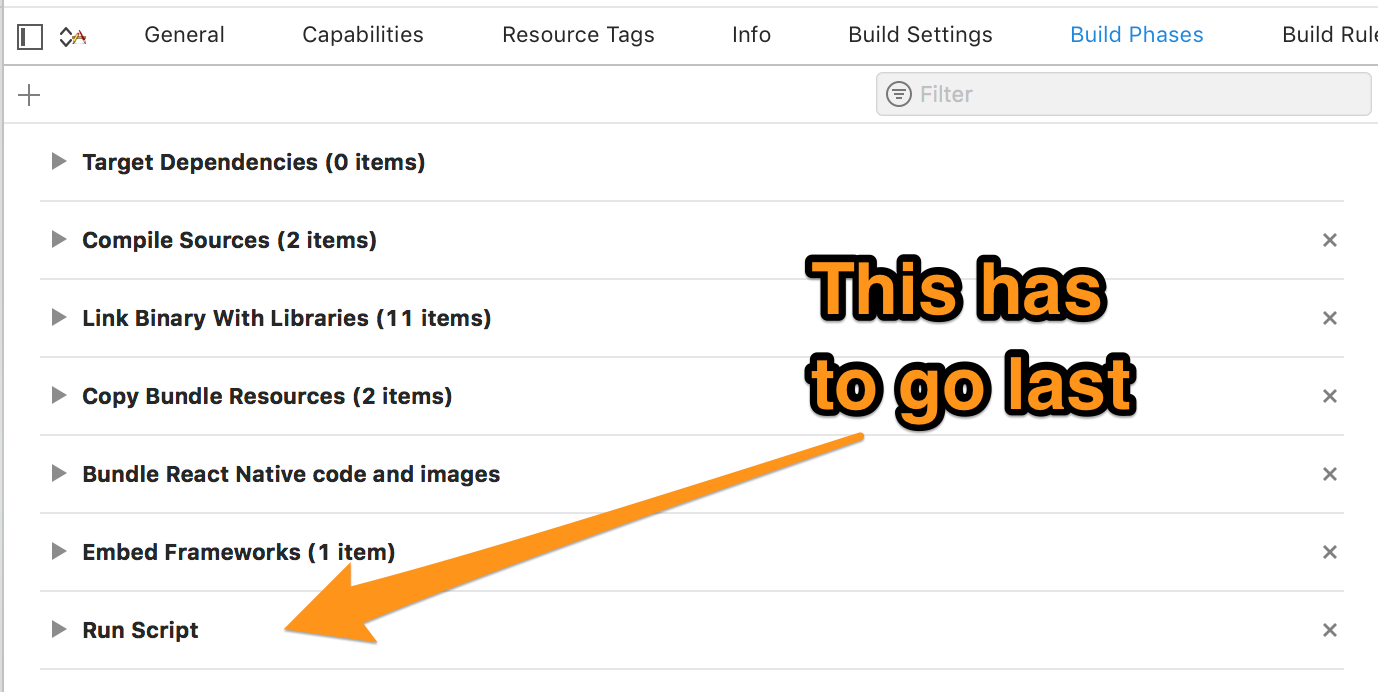 General Capabilities Resource Tags Info Build Settings Build Phases Build Rule
Filter
Target Dependencies (0 items)
Compile Sources (2 items)
Link Binary With Libraries (11 items)
Copy Bundle Resources (2 items)
Bundle React Native code and images
Embed Frameworks (1 item)
Run Script
This has
to go last